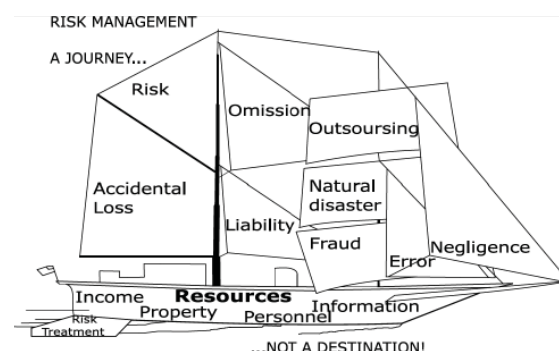 RISK MANAGEMENT
A JOURNEY...
Risk
Omission
Outsoursing
Accidental
Loss
Natural
disaster
Liability
Fraud
Error
Negligence
Income
Resources
Information
Property
Personnel
Risk
Treatment
...NOT A DESTINATION!